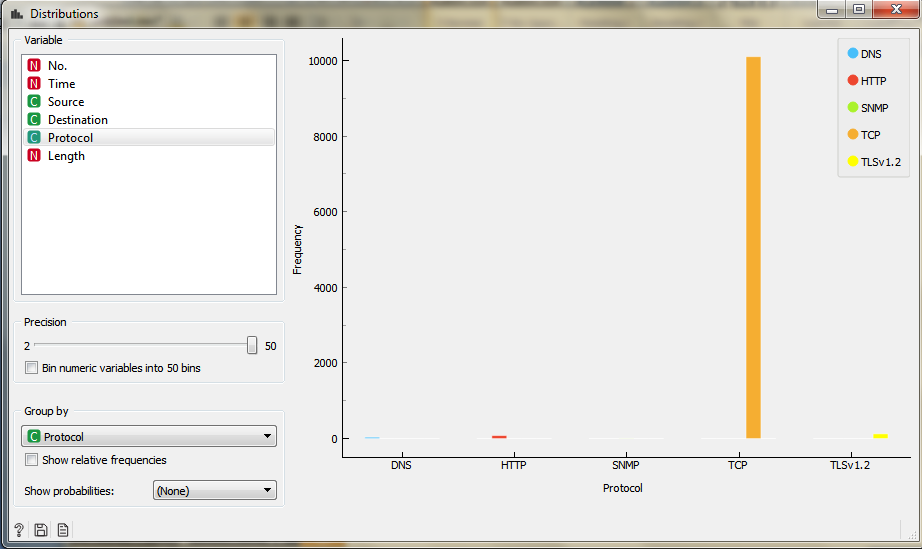 Distributions
Variable
N No.
N Time
C Source
C Destination
C Protocol
N Length
Precision
2 50
Bin numeric variables into 50 bins
Group by
C Protocol
Show relative frequencies
Show probabilities: (None)
?
Frequency
10000
8000
6000
4000
2000
0
DNS HTTP SNMP TCP TLSv1.2
Protocol
DNS
HTTP
SNMP
TCP
TLSv1.2